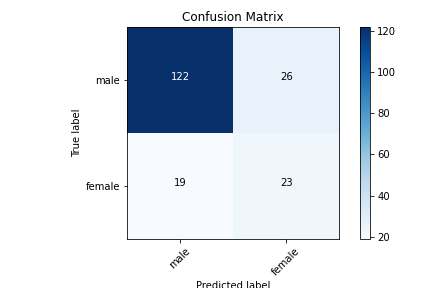 Confusion Matrix
120
male
122
26
100
80
True label
60
female
19
23
40
20
male
female
Predicted label